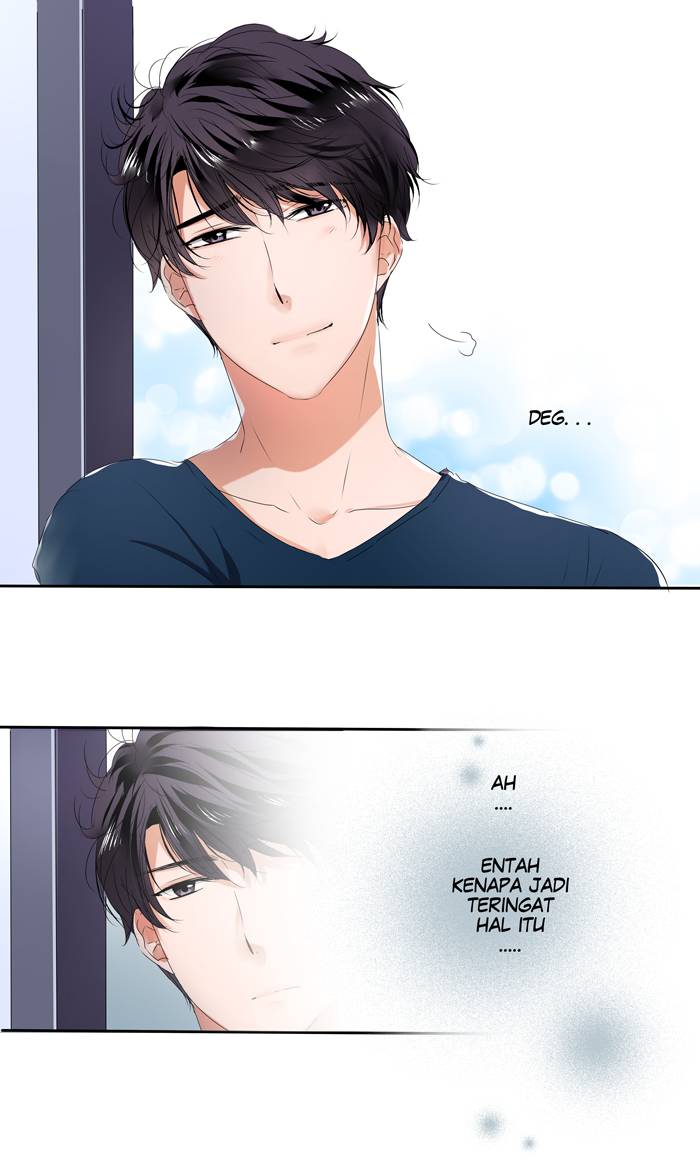 DEG. . .
AH
....
ENTAH
KENAPA JADI
TERINGAT
HAL ITU
.....